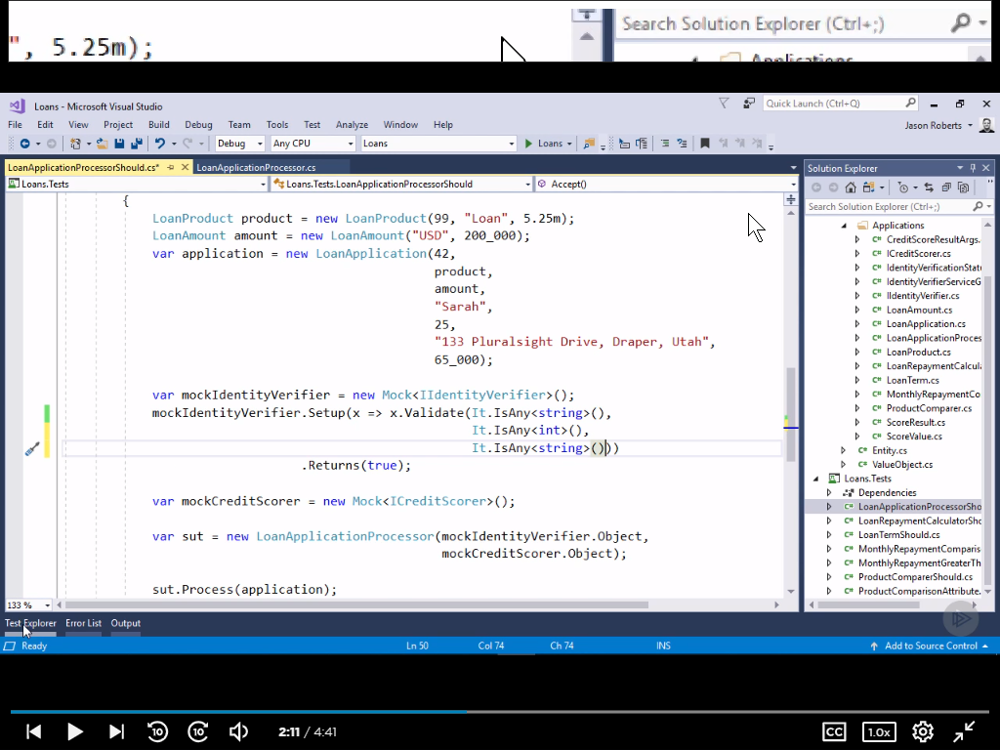 ", 5.25m);
Search Solution Explorer (Ctrl+;)
Applications
Loans - Microsoft Visual Studio
Quick Launch (Ctrl+Q)
File Edit View Project Build Debug Team Tools Test Analyze Window Help
Jason Roberts
Debug Any CPU Loans Loans
LoanApplicationProcessorShould.cs* LoanApplicationProcessor.cs
Solution Explorer
Loans.Tests Loans.Tests.LoanApplicationProcessorShould Accept()
Search Solution Explorer (Ctrl+;)
{
LoanProduct product = new LoanProduct(99, "Loan", 5.25m);
LoanAmount amount = new LoanAmount("USD", 200_000);
var application = new LoanApplication(42,
product,
amount,
"Sarah",
25,
"133 Pluralsight Drive, Draper, Utah",
65_000);
var mockIdentityVerifier = new Mock<IIdentityVerifier>();
mockIdentityVerifier.Setup(x => x.Validate(It.IsAny<string>(),
It.IsAny<int>(),
It.IsAny<string>()))
.Returns(true);
var mockCreditScorer = new Mock<ICreditScorer>();
var sut = new LoanApplicationProcessor(mockIdentityVerifier.Object,
mockCreditScorer.Object);
sut.Process(application);
Applications
C# CreditScoreResultArgs.
C# ICreditScorer.cs
C# IdentityVerificationStat
C# IdentityVerifierServiceG
C# IIdentityVerifier.cs
C# LoanAmount.cs
C# LoanApplication.cs
C# LoanApplicationProces
C# LoanProduct.cs
C# LoanRepaymentCalcul
C# LoanTerm.cs
C# MonthlyRepaymentCo
C# ProductComparer.cs
C# ScoreResult.cs
C# ScoreValue.cs
C# Entity.cs
C# ValueObject.cs
Loans.Tests
Dependencies
C# LoanApplicationProcessorSho
C# LoanRepaymentCalculatorSho
C# LoanTermShould.cs
C# MonthlyRepaymentComparis
C# MonthlyRepaymentGreaterTh
C# ProductComparerShould.cs
C# ProductComparisonAttribute.
133 %
Test Explorer Error List Output
Ready Ln 50 Col 74 Ch 74 INS Add to Source Control
10 10 2:11 / 4:41 CC 1.0x